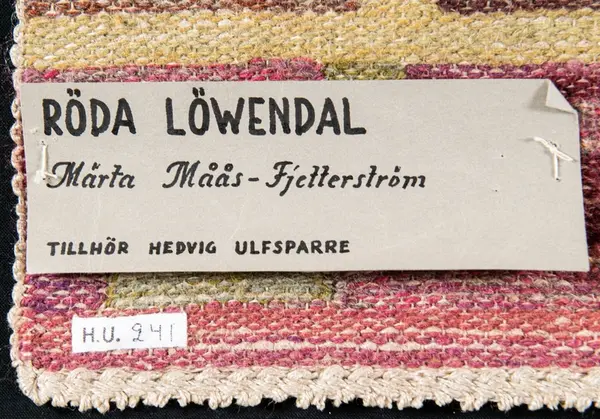 RÖDA LÖWENDAL
Märta Måås-Fjetterström
TILLHÖR HEDVIG ULFSPARRE
H.U. 241